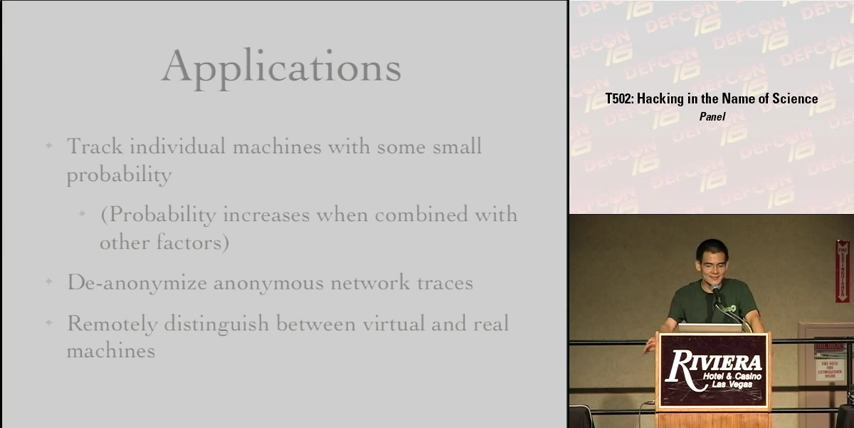 Applications
Track individual machines with some small
probability
(Probability increases when combined with
other factors)
De-anonymize anonymous network traces
Remotely distinguish between virtual and real
machines
DEFCON 16
T502: Hacking in the Name of Science
Panel
RIVIERA
Hotel & Casino
Las Vegas